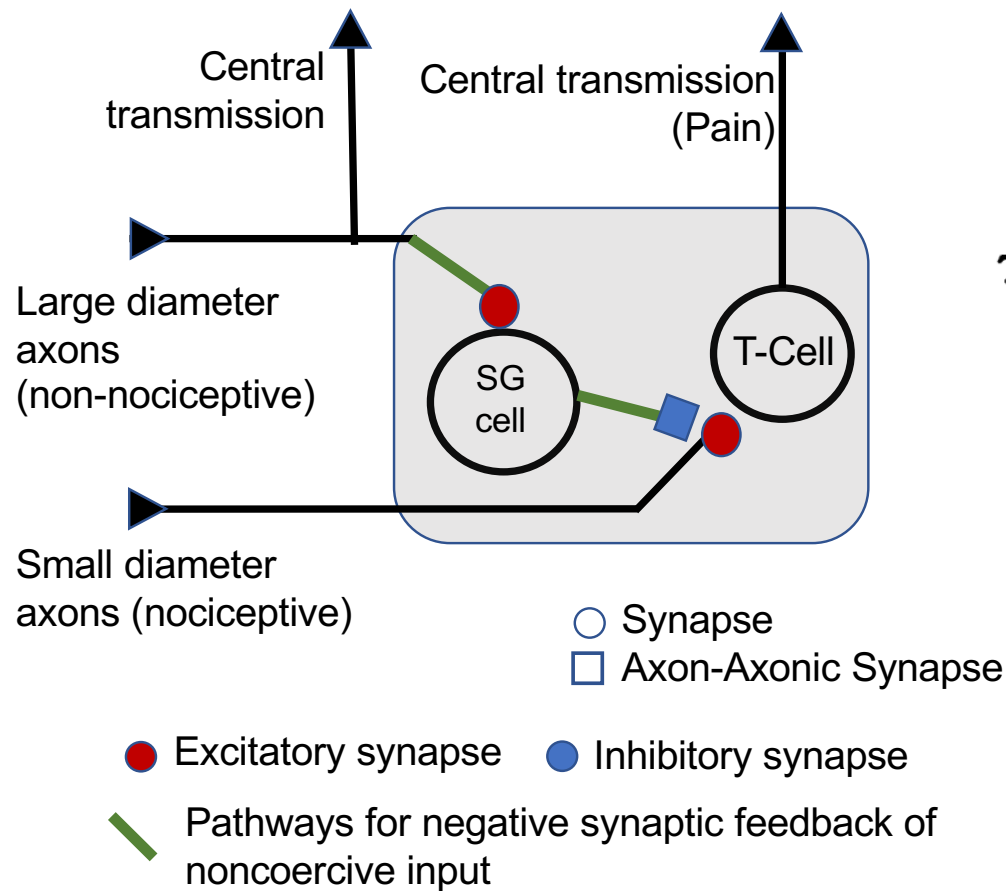 Central
transmission
Central transmission
(Pain)
Large diameter
axons
(non-nociceptive)
SG
cell
T-Cell
Small diameter
axons (nociceptive)
Synapse
Axon-Axonic Synapse
Excitatory synapse
Inhibitory synapse
Pathways for negative synaptic feedback of
noncoercive input